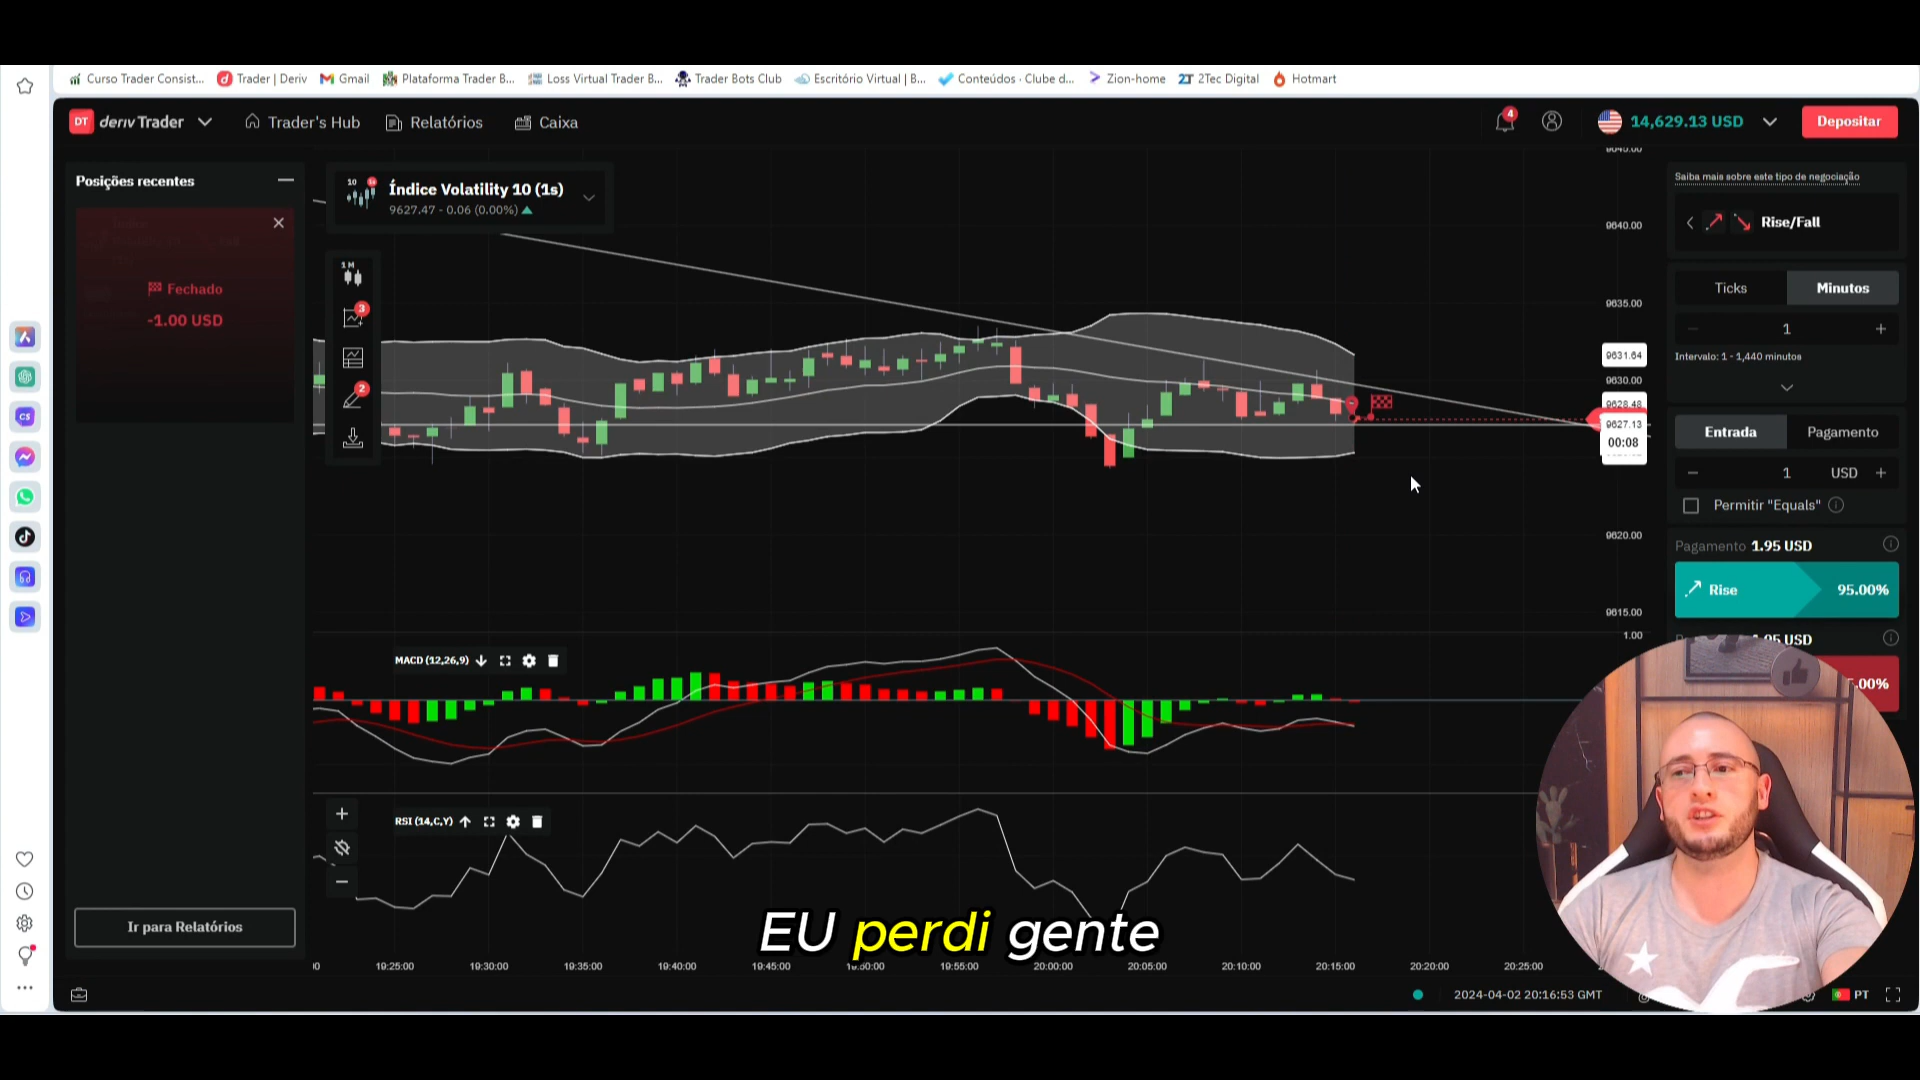 Curso Trader Consist...
Trader | Deriv
Gmail
Plataforma Trader B...
Loss Virtual Trader B...
Trader Bots Club
Escritório Virtual | B...
Conteúdos · Clube d...
Zion-home
2Tec Digital
Hotmart
DT deriv Trader
Trader's Hub
Relatórios
Caixa
4
14,629.13 USD
Depositar
Posições recentes
Fechado
-1.00 USD
Ir para Relatórios
10 1s
Índice Volatility 10 (1s)
9627.47 - 0.06 (0.00%)
1M
3
2
9645.00
9640.00
9635.00
9631.64
9630.00
9628.48
9627.13
00:08
9620.00
9615.00
1.00
MACD (12,26,9)
RSI (14,C,Y)
Saiba mais sobre este tipo de negociação
Rise/Fall
Ticks
Minutos
1
Intervalo: 1 - 1,440 minutos
Entrada
Pagamento
1
USD
Permitir "Equals"
Pagamento 1.95 USD
Rise
95.00%
EU perdi gente
19:25:00
19:30:00
19:35:00
19:40:00
19:45:00
19:50:00
19:55:00
20:00:00
20:05:00
20:10:00
20:15:00
20:20:00
20:25:00
2024-04-02 20:16:53 GMT
PT